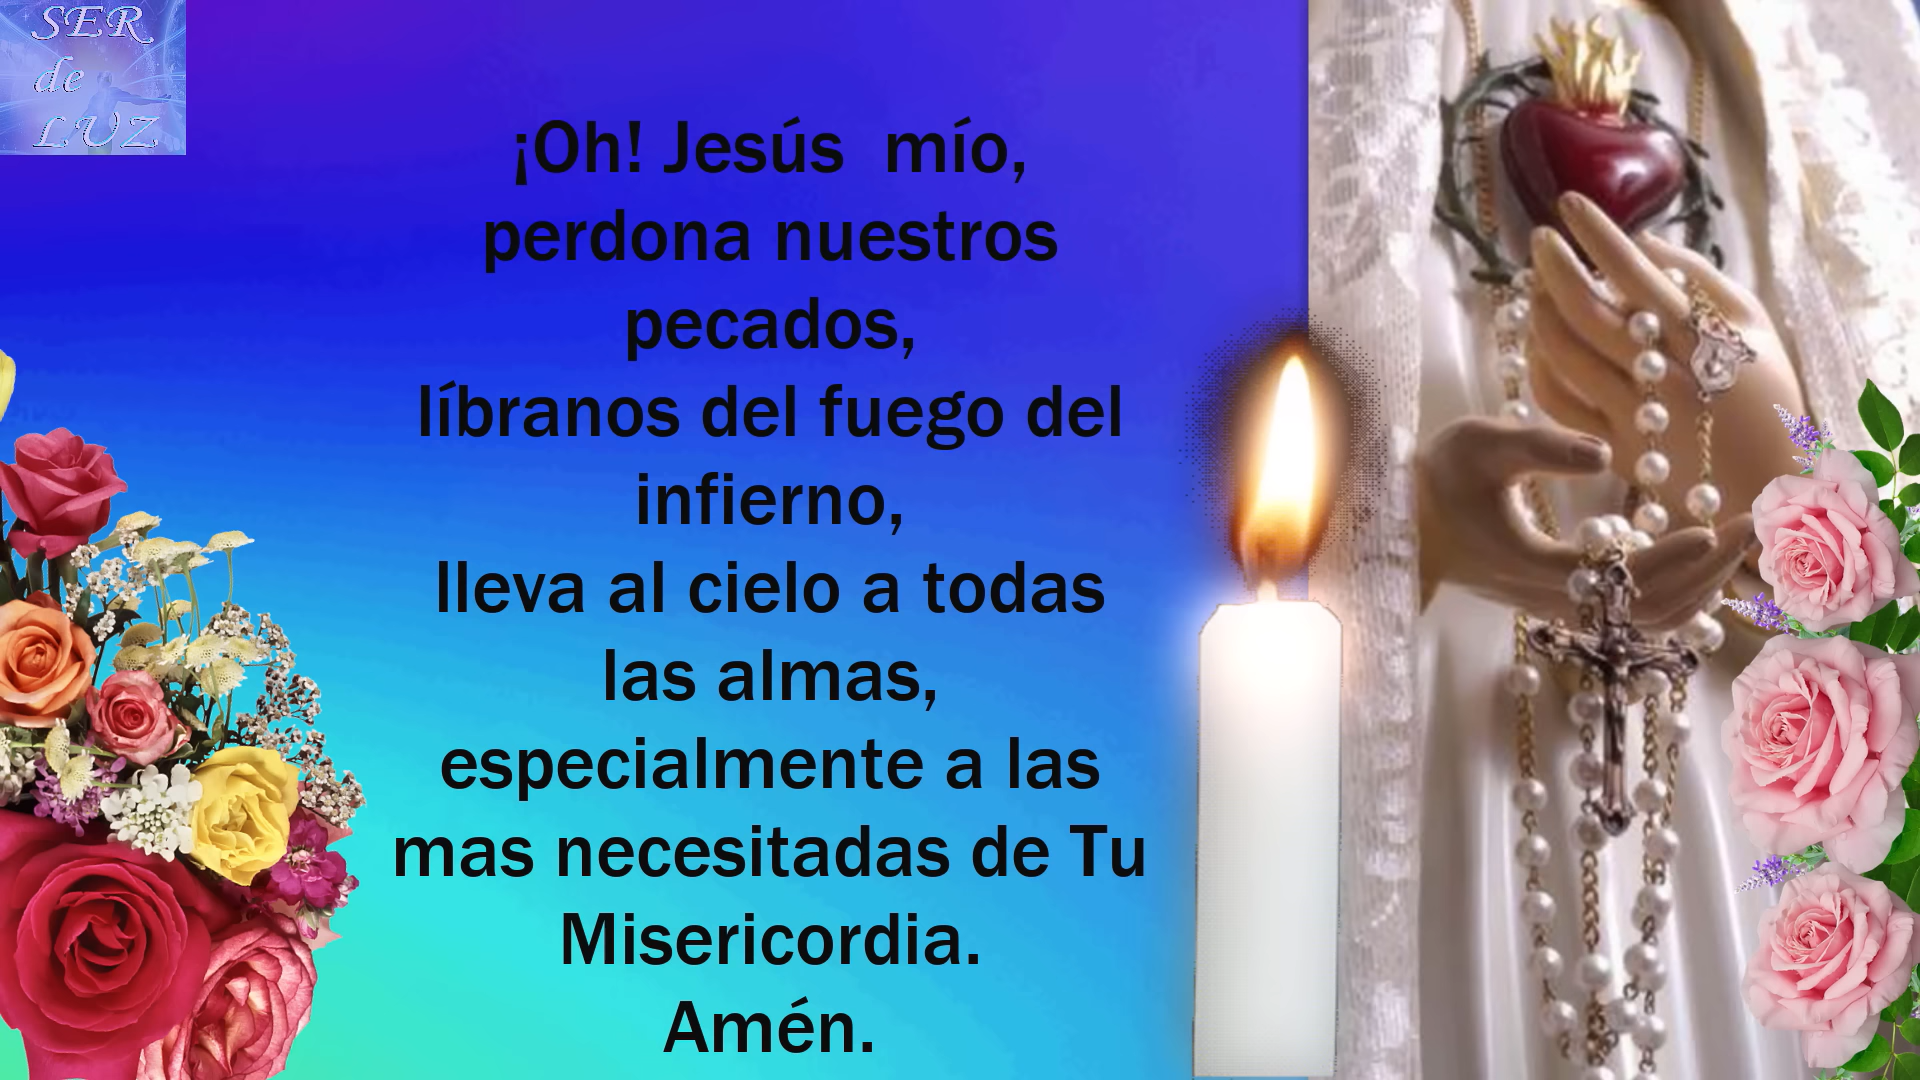 SER
de
LUZ
¡Oh! Jesús  mío,
perdona nuestros
pecados,
líbranos del fuego del
infierno,
lleva al cielo a todas
las almas,
especialmente a las
mas necesitadas de Tu
Misericordia.
Amén.